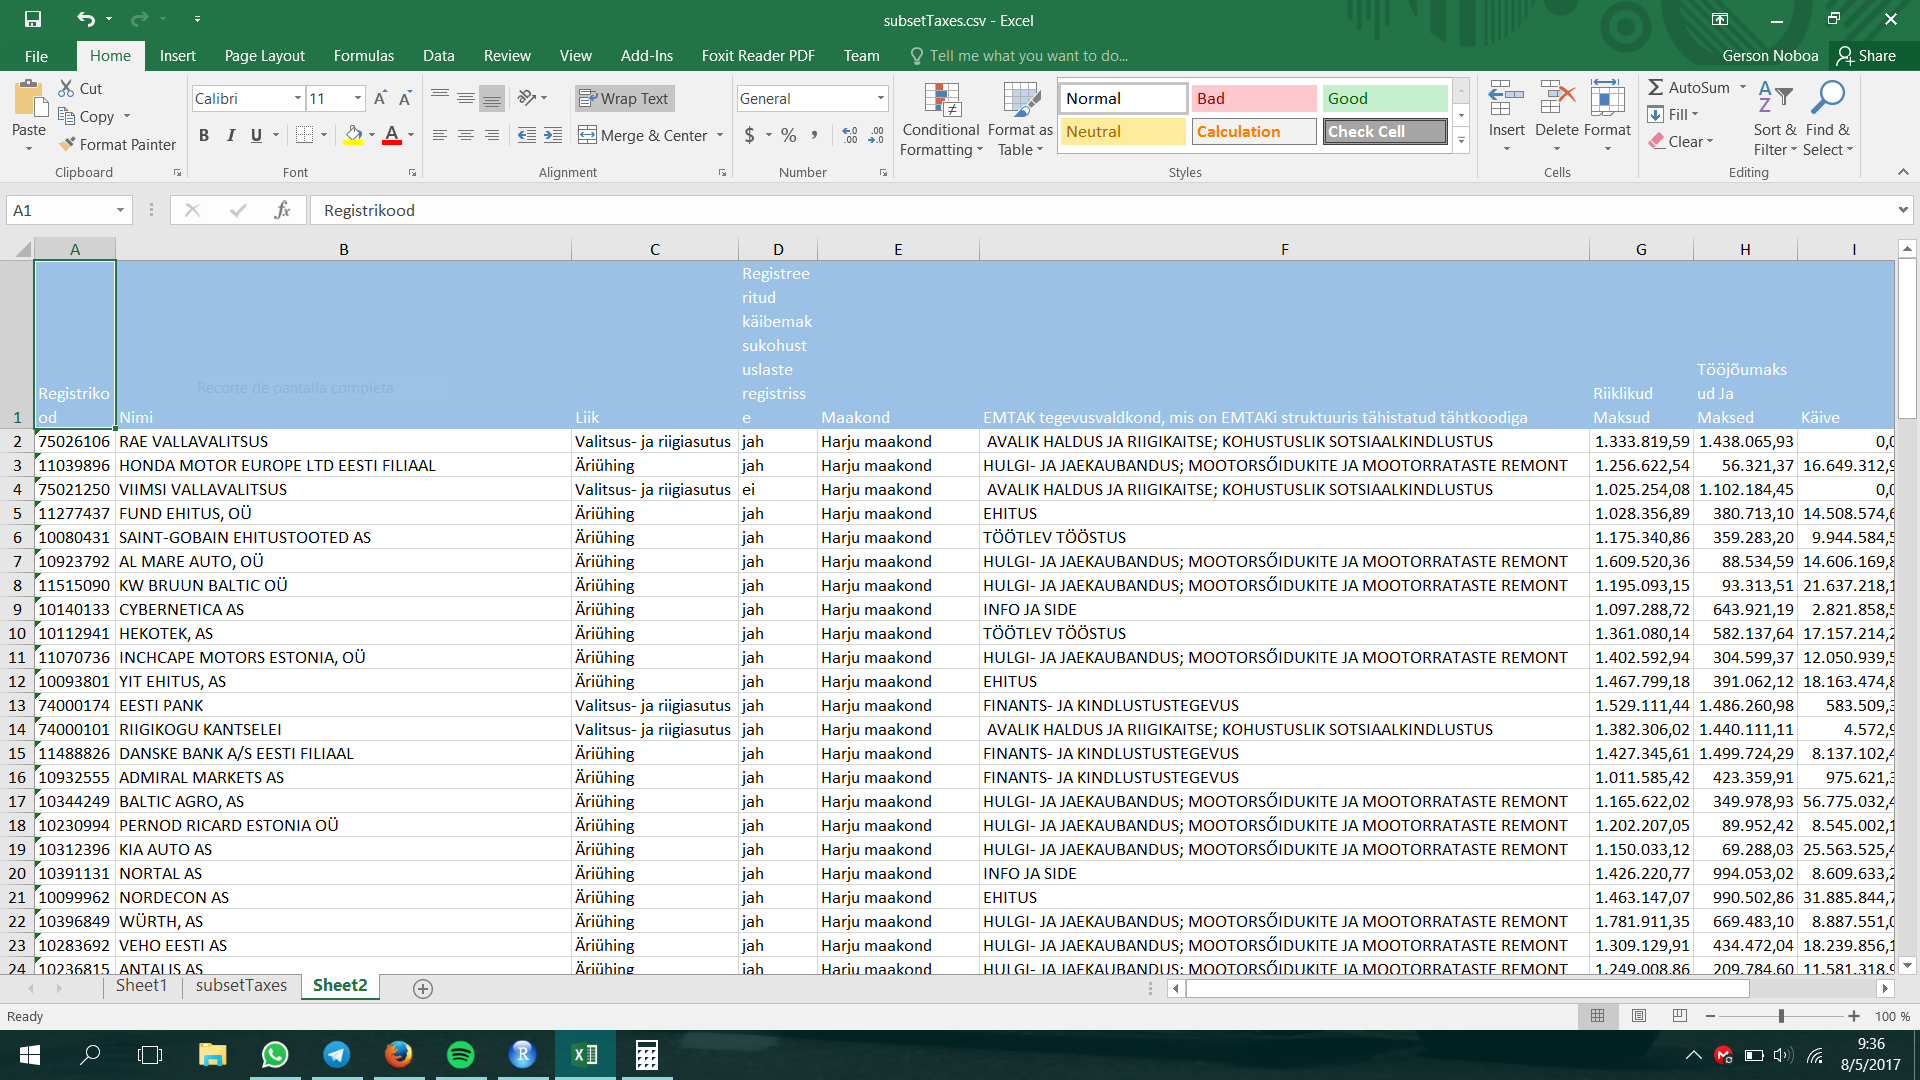 subsetTaxes.csv - Excel
File Home Insert Page Layout Formulas Data Review View Add-Ins Foxit Reader PDF Team Tell me what you want to do... Gerson Noboa Share
Paste Cut Copy Format Painter Clipboard
Calibri 11 B I U A Font
Wrap Text Merge & Center Alignment
General $ % Number
Conditional Formatting Format as Table
Normal Bad Good
Neutral Calculation Check Cell
Styles
Insert Delete Format Cells
AutoSum Fill Clear Sort & Filter Find & Select Editing
A1 fx Registrikood
A B C D E F G H I
Recorte de pantalla completa
1 Registrikood Nimi Liik Registreeritud käibemaksukohustuslaste registrisse Maakond EMTAK tegevusvaldkond, mis on EMTAKi struktuuris tähistatud tähtkoodiga Riiklikud Maksud Tööjõumaksud Ja Maksed Käive
2 75026106 RAE VALLAVALITSUS Valitsus- ja riigiasutus jah Harju maakond AVALIK HALDUS JA RIIGIKAITSE; KOHUSTUSLIK SOTSIAALKINDLUSTUS 1.333.819,59 1.438.065,93 0,0
3 11039896 HONDA MOTOR EUROPE LTD EESTI FILIAAL Äriühing jah Harju maakond HULGI- JA JAEKAUBANDUS; MOOTORSŐIDUKITE JA MOOTORRATASTE REMONT 1.256.622,54 56.321,37 16.649.312,9
4 75021250 VIIMSI VALLAVALITSUS Valitsus- ja riigiasutus ei Harju maakond AVALIK HALDUS JA RIIGIKAITSE; KOHUSTUSLIK SOTSIAALKINDLUSTUS 1.025.254,08 1.102.184,45 0,0
5 11277437 FUND EHITUS, OÜ Äriühing jah Harju maakond EHITUS 1.028.356,89 380.713,10 14.508.574,6
6 10080431 SAINT-GOBAIN EHITUSTOOTED AS Äriühing jah Harju maakond TÖÖTLEV TÖÖSTUS 1.175.340,86 359.283,20 9.944.584,5
7 10923792 AL MARE AUTO, OÜ Äriühing jah Harju maakond HULGI- JA JAEKAUBANDUS; MOOTORSŐIDUKITE JA MOOTORRATASTE REMONT 1.609.520,36 88.534,59 14.606.169,8
8 11515090 KW BRUUN BALTIC OÜ Äriühing jah Harju maakond HULGI- JA JAEKAUBANDUS; MOOTORSŐIDUKITE JA MOOTORRATASTE REMONT 1.195.093,15 93.313,51 21.637.218,1
9 10140133 CYBERNETICA AS Äriühing jah Harju maakond INFO JA SIDE 1.097.288,72 643.921,19 2.821.858,5
10 10112941 HEKOTEK, AS Äriühing jah Harju maakond TÖÖTLEV TÖÖSTUS 1.361.080,14 582.137,64 17.157.214,2
11 11070736 INCHCAPE MOTORS ESTONIA, OÜ Äriühing jah Harju maakond HULGI- JA JAEKAUBANDUS; MOOTORSŐIDUKITE JA MOOTORRATASTE REMONT 1.402.592,94 304.599,37 12.050.939,5
12 10093801 YIT EHITUS, AS Äriühing jah Harju maakond EHITUS 1.467.799,18 391.062,12 18.163.474,8
13 74000174 EESTI PANK Valitsus- ja riigiasutus jah Harju maakond FINANTS- JA KINDLUSTUSTEGEVUS 1.529.111,44 1.486.260,98 583.509,3
14 74000101 RIIGIKOGU KANTSELEI Valitsus- ja riigiasutus jah Harju maakond AVALIK HALDUS JA RIIGIKAITSE; KOHUSTUSLIK SOTSIAALKINDLUSTUS 1.382.306,02 1.440.111,11 4.572,9
15 11488826 DANSKE BANK A/S EESTI FILIAAL Äriühing jah Harju maakond FINANTS- JA KINDLUSTUSTEGEVUS 1.427.345,61 1.499.724,29 8.137.102,4
16 10932555 ADMIRAL MARKETS AS Äriühing jah Harju maakond FINANTS- JA KINDLUSTUSTEGEVUS 1.011.585,42 423.359,91 975.621,3
17 10344249 BALTIC AGRO, AS Äriühing jah Harju maakond HULGI- JA JAEKAUBANDUS; MOOTORSŐIDUKITE JA MOOTORRATASTE REMONT 1.165.622,02 349.978,93 56.775.032,4
18 10230994 PERNOD RICARD ESTONIA OÜ Äriühing jah Harju maakond HULGI- JA JAEKAUBANDUS; MOOTORSŐIDUKITE JA MOOTORRATASTE REMONT 1.202.207,05 89.952,42 8.545.002,1
19 10312396 KIA AUTO AS Äriühing jah Harju maakond HULGI- JA JAEKAUBANDUS; MOOTORSŐIDUKITE JA MOOTORRATASTE REMONT 1.150.033,12 69.288,03 25.563.525,4
20 10391131 NORTAL AS Äriühing jah Harju maakond INFO JA SIDE 1.426.220,77 994.053,02 8.609.633,2
21 10099962 NORDECON AS Äriühing jah Harju maakond EHITUS 1.463.147,07 990.502,86 31.885.844,7
22 10396849 WÜRTH, AS Äriühing jah Harju maakond HULGI- JA JAEKAUBANDUS; MOOTORSŐIDUKITE JA MOOTORRATASTE REMONT 1.781.911,35 669.483,10 8.887.551,0
23 10283692 VEHO EESTI AS Äriühing jah Harju maakond HULGI- JA JAEKAUBANDUS; MOOTORSŐIDUKITE JA MOOTORRATASTE REMONT 1.309.129,91 434.472,04 18.239.856,1
24 10236815 ANTALIS AS Äriühing jah Harju maakond HULGI- JA JAEKAUBANDUS; MOOTORSŐIDUKITE JA MOOTORRATASTE REMONT 1.249.008,86 209.784,60 11.581.318,9
Sheet1 subsetTaxes Sheet2
Ready 100 %
9:36
8/5/2017